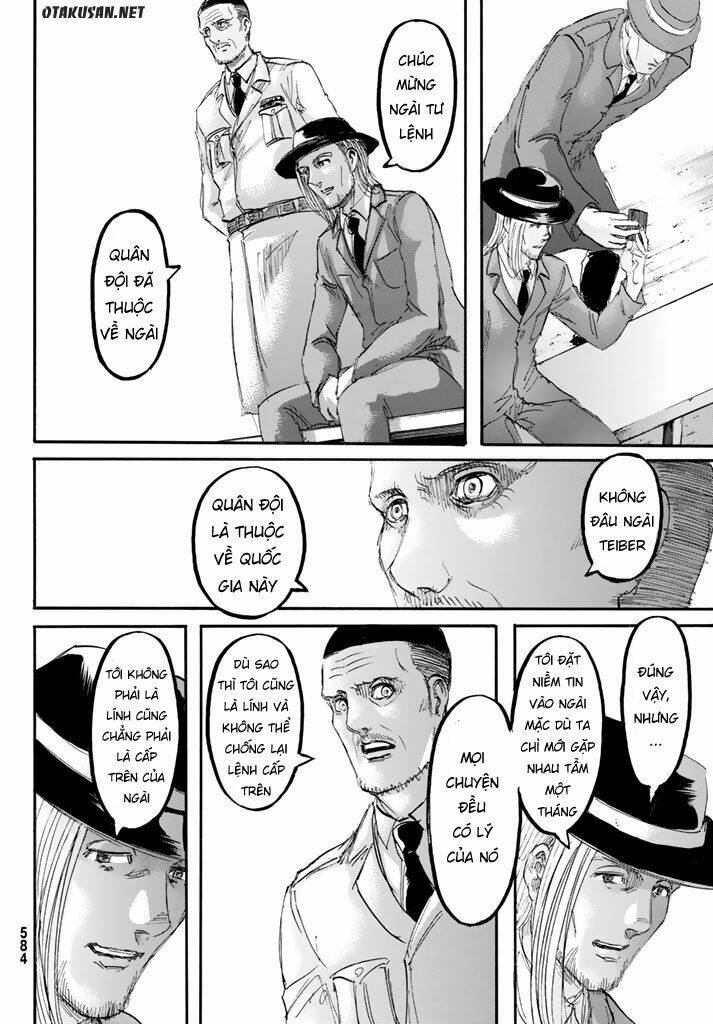 OTAKUSAN.NET
CHÚC
MỪNG
NGÀI TƯ
LỆNH
QUÂN
ĐỘI ĐÃ
THUỘC
VỀ NGÀI
KHÔNG
ĐÂU NGÀI
TEIBER
QUÂN ĐỘI
LÀ THUỘC
VỀ QUỐC
GIA NÀY
ĐÚNG
VẬY,
NHƯNG
...
TÔI ĐẶT
NIỀM TIN
VÀO NGÀI
MẶC DÙ TA
CHỈ MỚI GẶP
NHAU TẦM
MỘT
THÁNG
MỌI
CHUYỆN
ĐỀU
CÓ LÝ
CỦA NÓ
DÙ SAO
THÌ TÔI CŨNG
LÀ LÍNH VÀ
KHÔNG THỂ
CHỐNG LẠI
LỆNH CẤP
TRÊN
TÔI KHÔNG
PHẢI LÀ
LÍNH CŨNG
CHẲNG PHẢI
LÀ CẤP
TRÊN CỦA
NGÀI
584